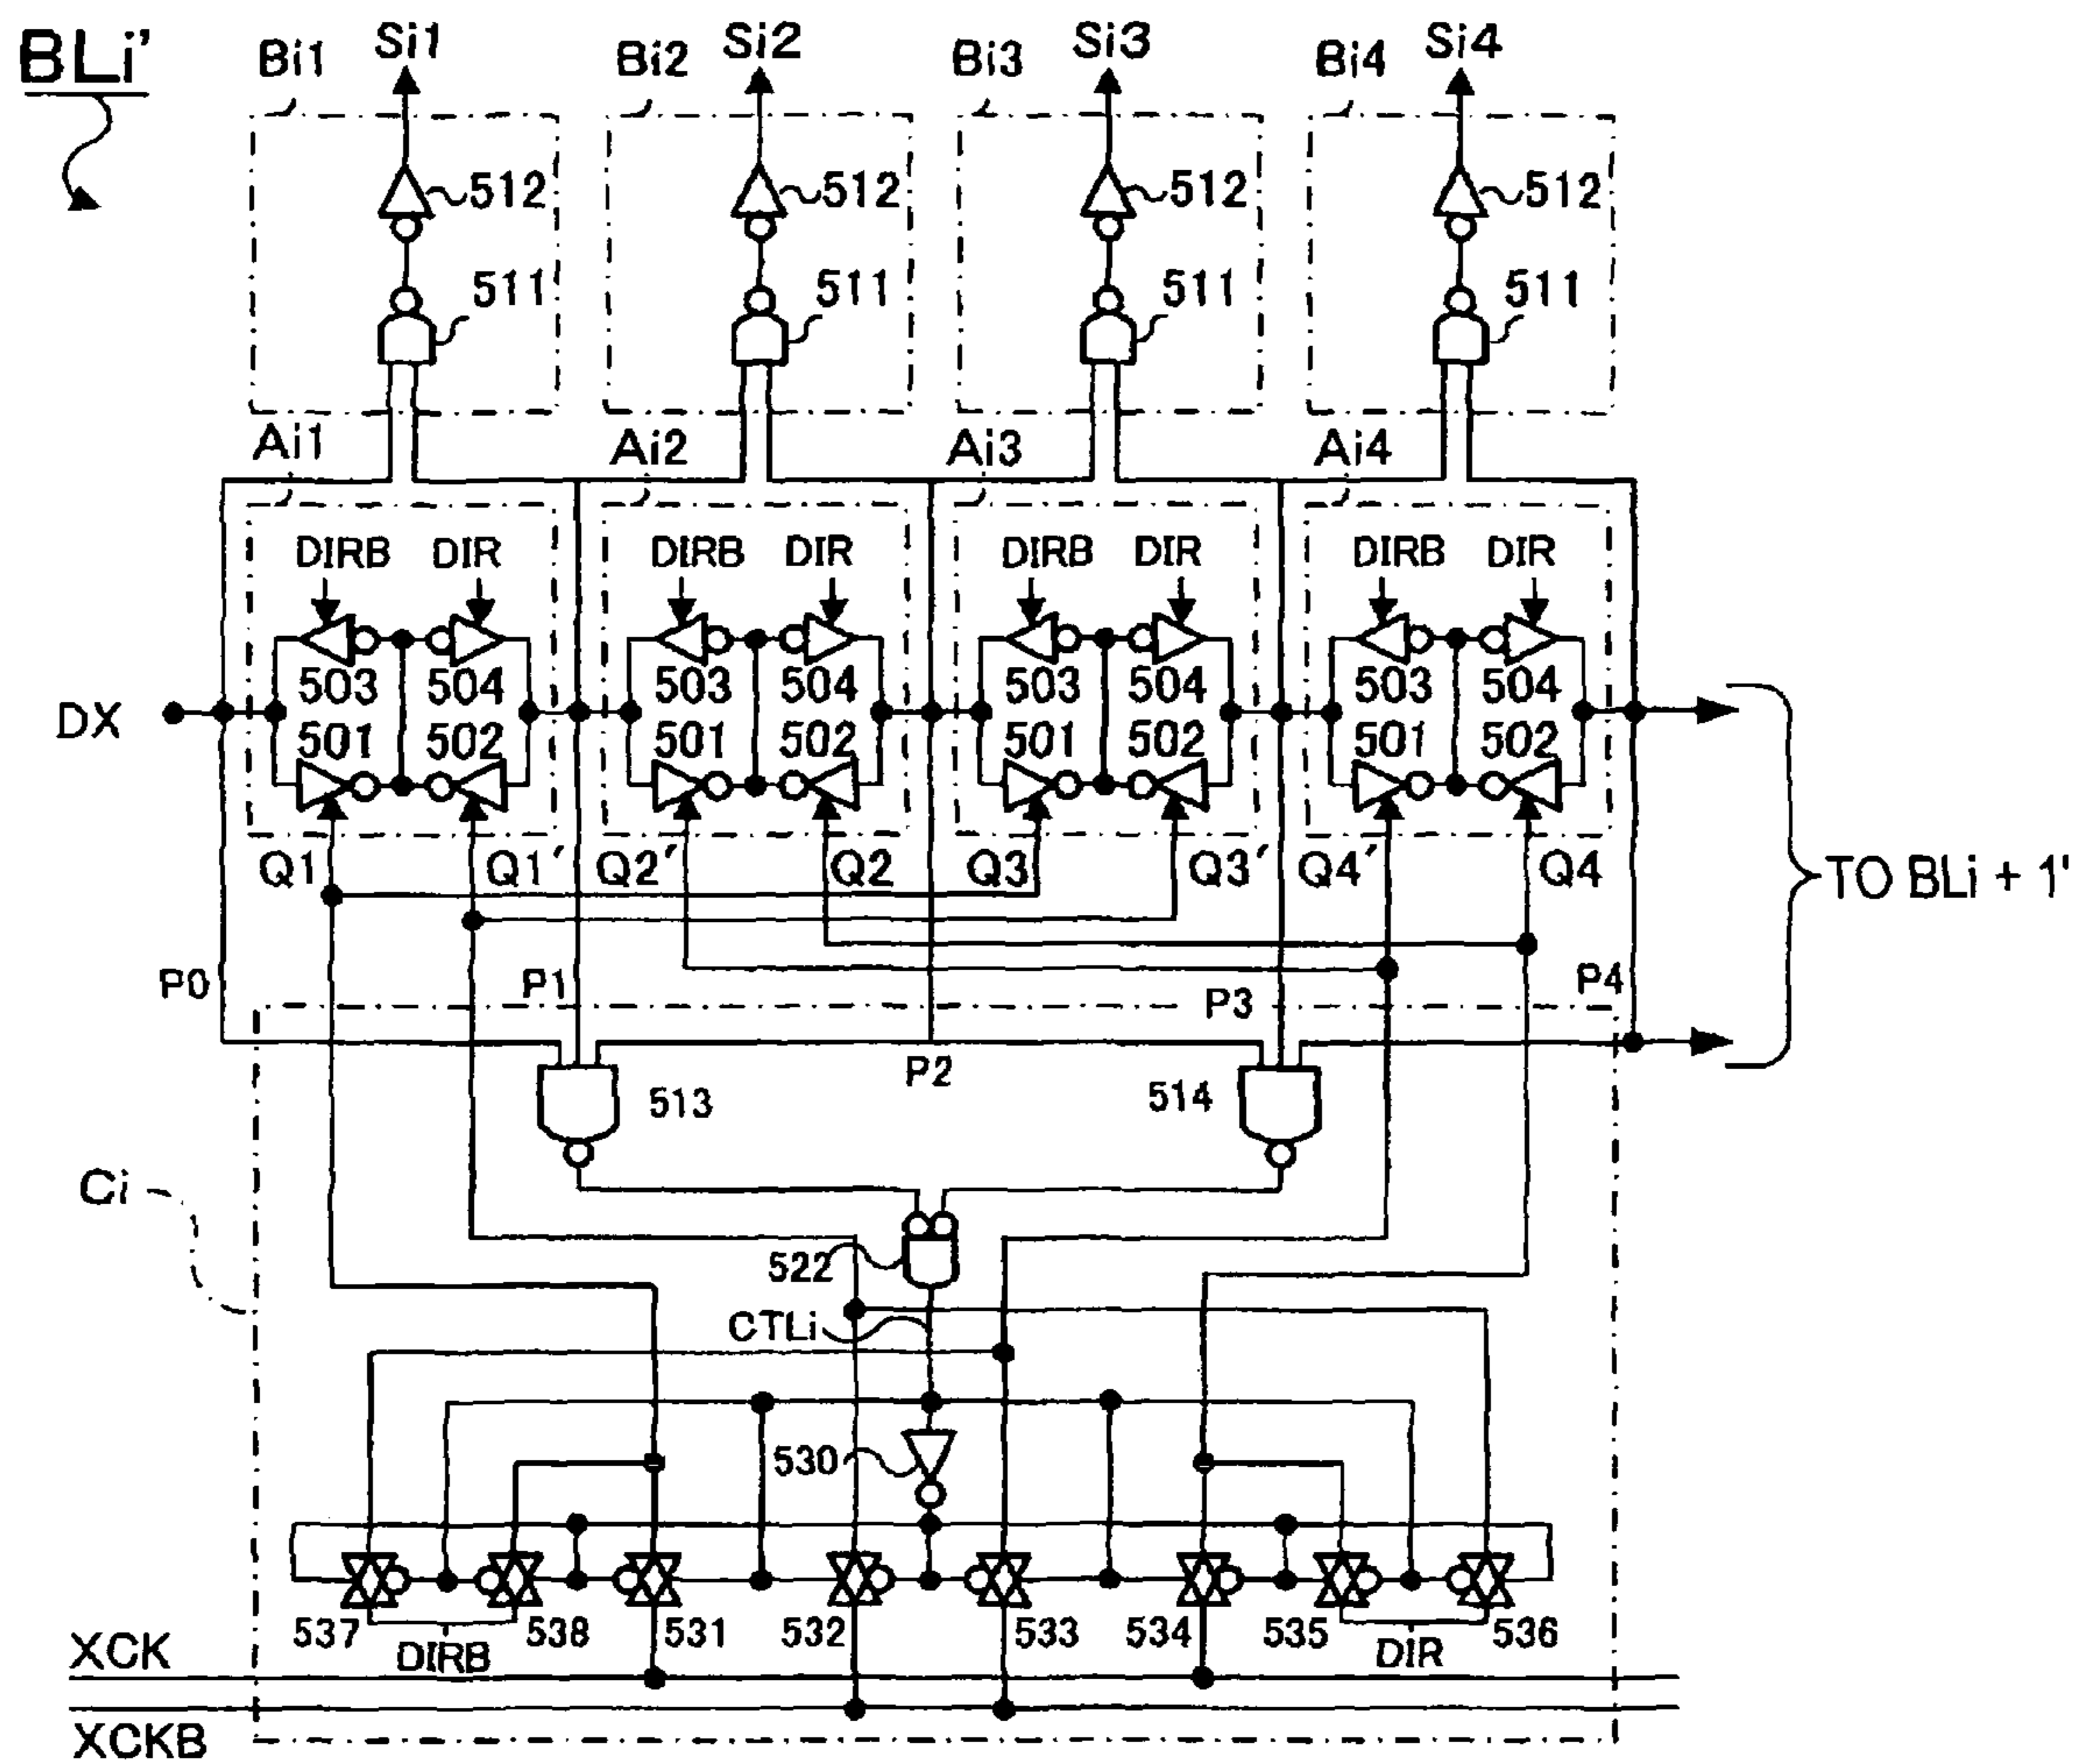 BLi'
Bi1 Si1 Bi2 Si2 Bi3 Si3 Bi4 Si4
512 512 512 512
511 511 511 511
Ai1 Ai2 Ai3 Ai4
DIRB DIR DIRB DIR DIRB DIR DIRB DIR
503 504 503 504 503 504 503 504
DX
501 502 501 502 501 502 501 502
Q1 Q1' Q2' Q2 Q3 Q3' Q4' Q4
TO BLi + 1'
P0 P1 P3 P4
P2
513 514
Ci
522
CTLi
530
537 538 531 532 533 534 535 536
DIRB DIR
XCK
XCKB